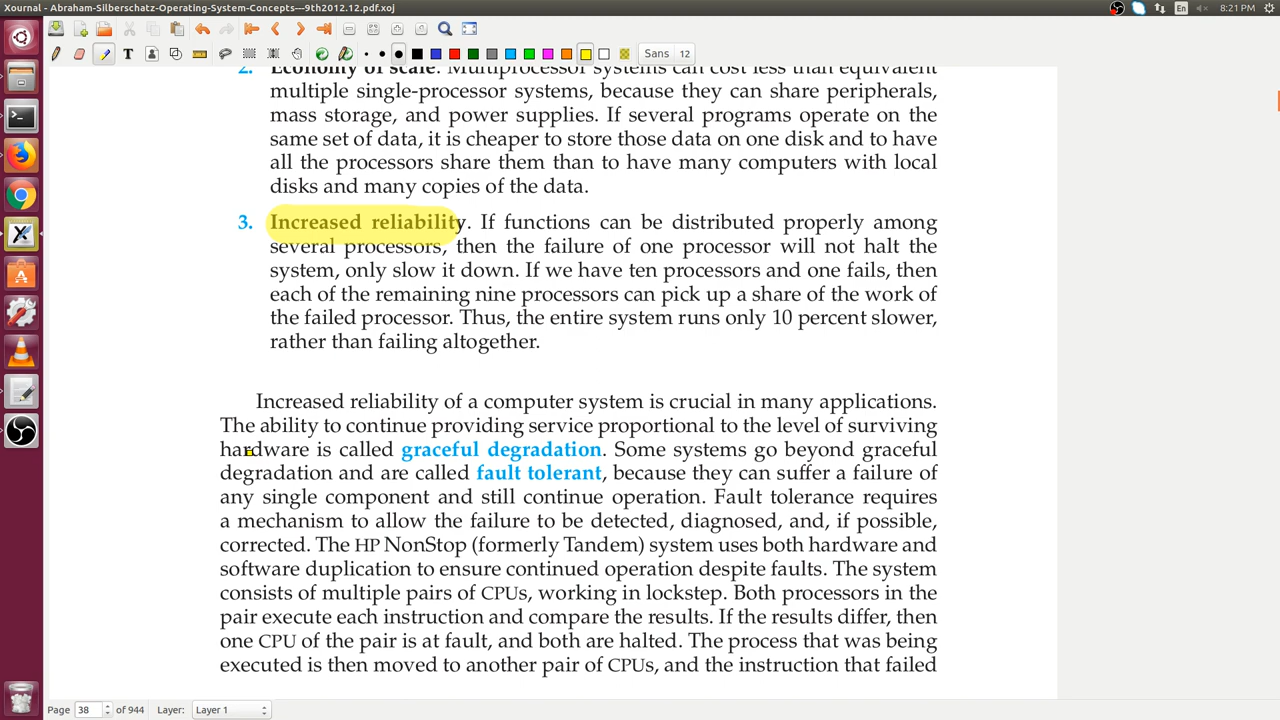 Xournal - Abraham-Silberschatz-Operating-System-Concepts---9th2012.12.pdf.xoj
En
8:21 PM
T
Sans 12
2. Economy of scale. Multiprocessor systems can cost less than equivalent
multiple single-processor systems, because they can share peripherals,
mass storage, and power supplies. If several programs operate on the
same set of data, it is cheaper to store those data on one disk and to have
all the processors share them than to have many computers with local
disks and many copies of the data.
3. Increased reliability. If functions can be distributed properly among
several processors, then the failure of one processor will not halt the
system, only slow it down. If we have ten processors and one fails, then
each of the remaining nine processors can pick up a share of the work of
the failed processor. Thus, the entire system runs only 10 percent slower,
rather than failing altogether.
Increased reliability of a computer system is crucial in many applications.
The ability to continue providing service proportional to the level of surviving
hardware is called graceful degradation. Some systems go beyond graceful
degradation and are called fault tolerant, because they can suffer a failure of
any single component and still continue operation. Fault tolerance requires
a mechanism to allow the failure to be detected, diagnosed, and, if possible,
corrected. The HP NonStop (formerly Tandem) system uses both hardware and
software duplication to ensure continued operation despite faults. The system
consists of multiple pairs of CPUs, working in lockstep. Both processors in the
pair execute each instruction and compare the results. If the results differ, then
one CPU of the pair is at fault, and both are halted. The process that was being
executed is then moved to another pair of CPUs, and the instruction that failed
Page 38 of 944 Layer: Layer 1